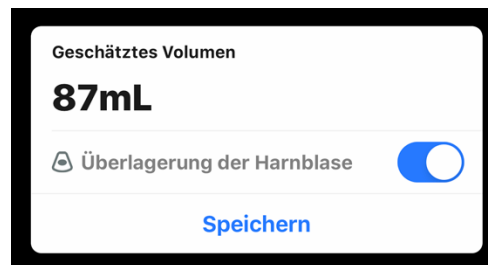 Geschätztes Volumen
87mL
Überlagerung der Harnblase
Speichern